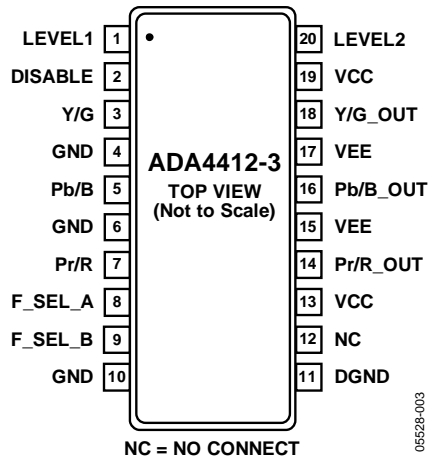 LEVEL1 1 20 LEVEL2
DISABLE 2 19 VCC
Y/G 3 18 Y/G_OUT
GND 4 17 VEE
ADA4412-3
Pb/B 5 TOP VIEW 16 Pb/B_OUT
(Not to Scale)
GND 6 15 VEE
Pr/R 7 14 Pr/R_OUT
F_SEL_A 8 13 VCC
F_SEL_B 9 12 NC
GND 10 11 DGND
NC = NO CONNECT
05528-003